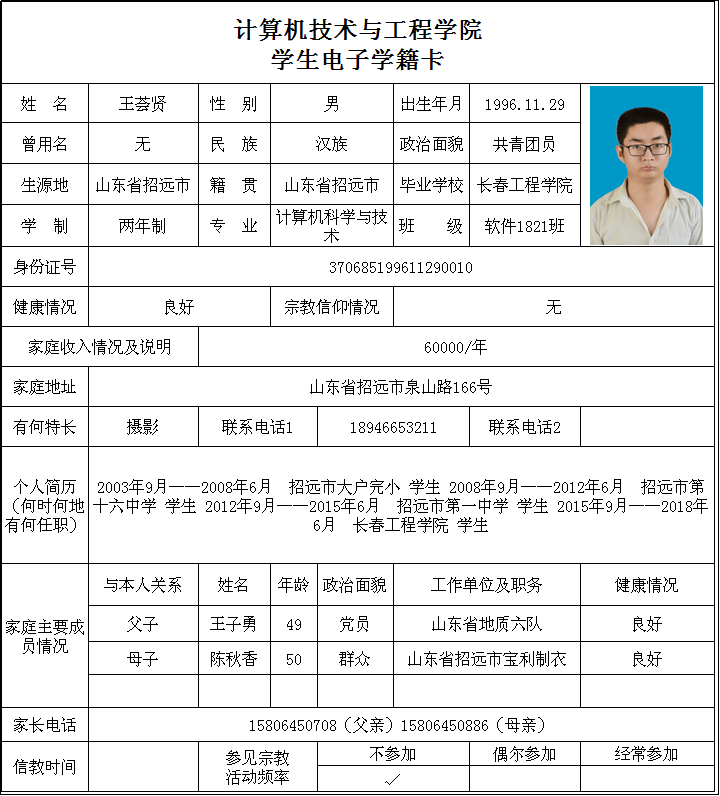 计算机技术与工程学院
学生电子学籍卡
姓 名 王荟贤 性 别 男 出生年月 1996.11.29
曾用名 无 民 族 汉族 政治面貌 共青团员
生源地 山东省招远市 籍 贯 山东省招远市 毕业学校 长春工程学院
学 制 两年制 专 业 计算机科学与技术 班 级 软件1821班
身份证号 370685199611290010
健康情况 良好 宗教信仰情况 无
家庭收入情况及说明 60000/年
家庭地址 山东省招远市泉山路166号
有何特长 摄影 联系电话1 18946653211 联系电话2
个人简历
（何时何地
有何任职）
2003年9月——2008年6月 招远市大户完小 学生 2008年9月——2012年6月 招远市第
十六中学 学生 2012年9月——2015年6月 招远市第一中学 学生 2015年9月——2018年
6月 长春工程学院 学生
家庭主要成
员情况
与本人关系 姓名 年龄 政治面貌 工作单位及职务 健康情况
父子 王子勇 49 党员 山东省地质六队 良好
母子 陈秋香 50 群众 山东省招远市宝利制衣 良好
家长电话 15806450708（父亲）15806450886（母亲）
信教时间
参见宗教
活动频率
不参加 偶尔参加 经常参加
✓